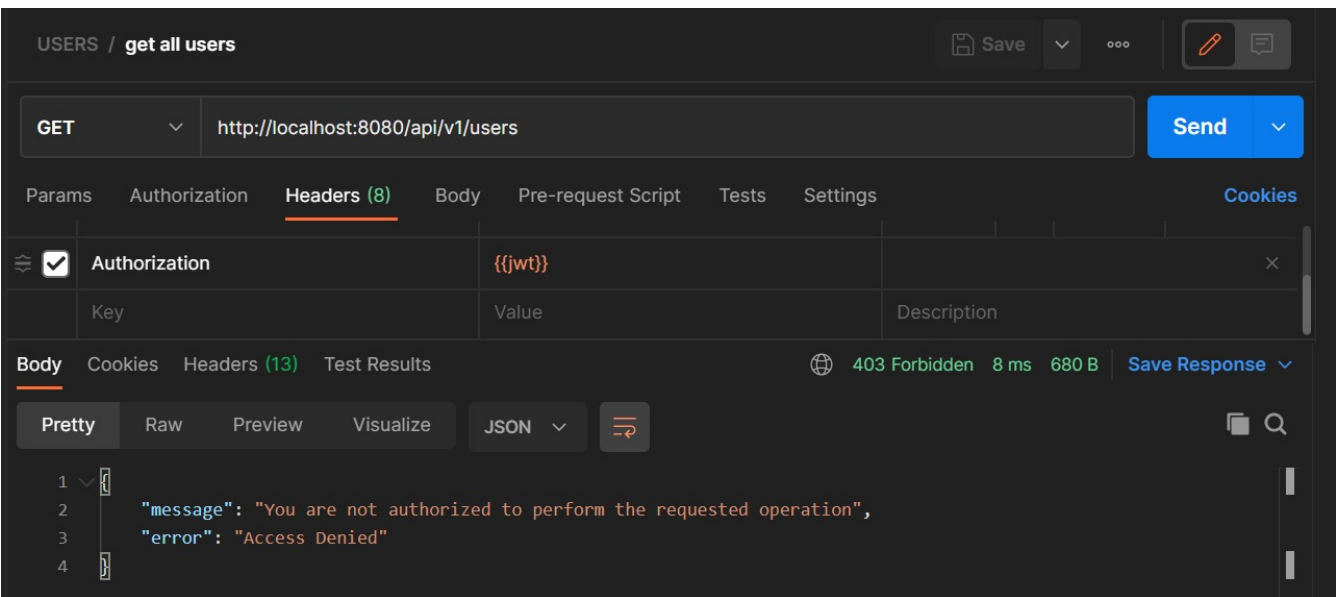 USERS / get all users Save ooo
GET http://localhost:8080/api/v1/users Send
Params Authorization Headers (8) Body Pre-request Script Tests Settings Cookies
Authorization {{jwt}}
Key Value Description
Body Cookies Headers (13) Test Results 403 Forbidden 8 ms 680 B Save Response
Pretty Raw Preview Visualize JSON
1 {
2 "message": "You are not authorized to perform the requested operation",
3 "error": "Access Denied"
4 }